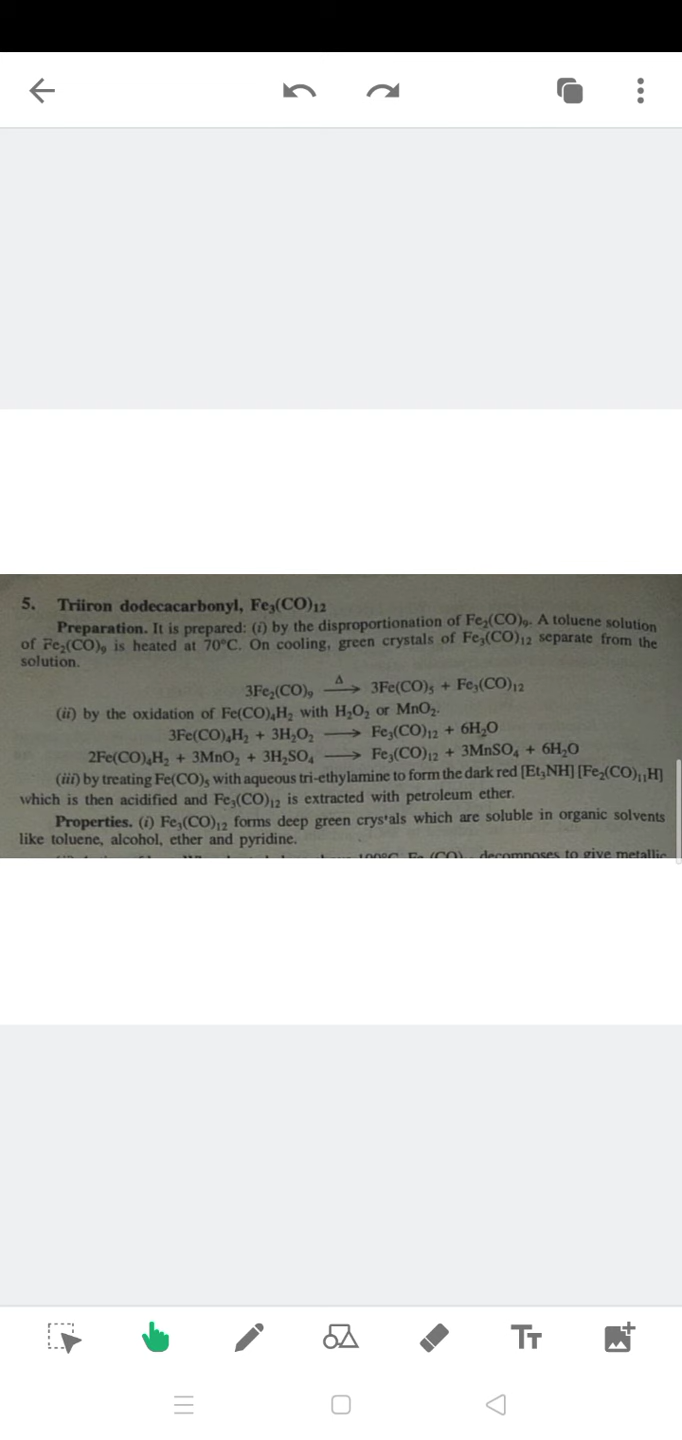 5. Triiron dodecacarbonyl, Fe₃(CO)₁₂
Preparation. It is prepared: (i) by the disproportionation of Fe₂(CO)₉. A toluene solution
of Fe₂(CO)₉ is heated at 70°C. On cooling, green crystals of Fe₃(CO)₁₂ separate from the
solution.
3Fe₂(CO)₉ —Δ→ 3Fe(CO)₅ + Fe₃(CO)₁₂
(ii) by the oxidation of Fe(CO)₄H₂ with H₂O₂ or MnO₂.
3Fe(CO)₄H₂ + 3H₂O₂ ⟶ Fe₃(CO)₁₂ + 6H₂O
2Fe(CO)₄H₂ + 3MnO₂ + 3H₂SO₄ ⟶ Fe₃(CO)₁₂ + 3MnSO₄ + 6H₂O
(iii) by treating Fe(CO)₅ with aqueous tri-ethylamine to form the dark red [Et₃NH] [Fe₂(CO)₁₁H]
which is then acidified and Fe₃(CO)₁₂ is extracted with petroleum ether.
Properties. (i) Fe₃(CO)₁₂ forms deep green crystals which are soluble in organic solvents
like toluene, alcohol, ether and pyridine.
100°C, Fe (CO) decomposes to give metallic
TT